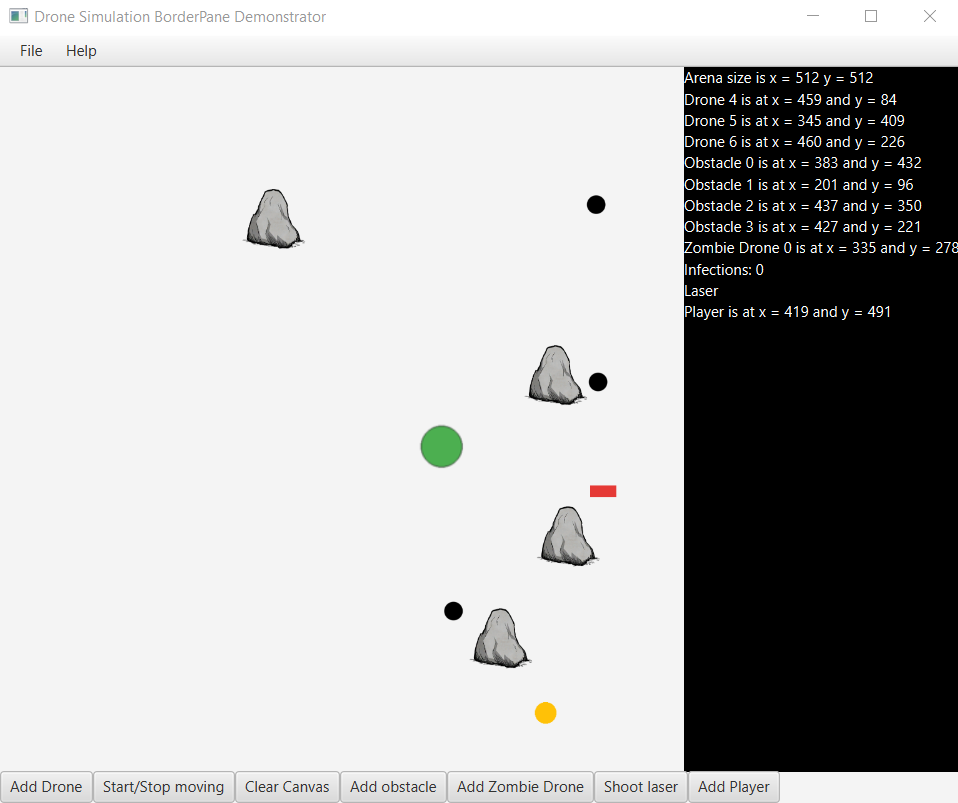 Drone Simulation BorderPane Demonstrator
File Help
Arena size is x = 512 y = 512
Drone 4 is at x = 459 and y = 84
Drone 5 is at x = 345 and y = 409
Drone 6 is at x = 460 and y = 226
Obstacle 0 is at x = 383 and y = 432
Obstacle 1 is at x = 201 and y = 96
Obstacle 2 is at x = 437 and y = 350
Obstacle 3 is at x = 427 and y = 221
Zombie Drone 0 is at x = 335 and y = 278
Infections: 0
Laser
Player is at x = 419 and y = 491
Add Drone Start/Stop moving Clear Canvas Add obstacle Add Zombie Drone Shoot laser Add Player